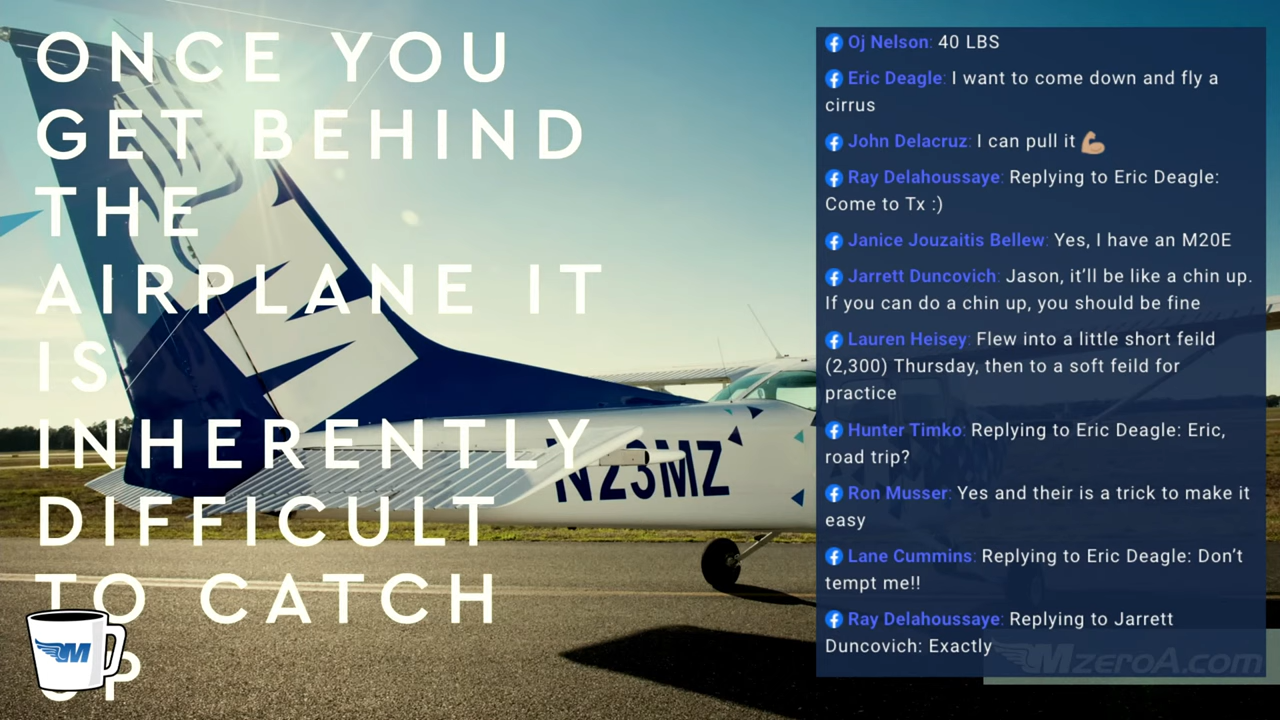 ONCE YOU
GET BEHIND
THE
AIRPLANE IT
IS
INHERENTLY
DIFFICULT
TO CATCH
UP
M
N23MZ
M
Oj Nelson: 40 LBS
Eric Deagle: I want to come down and fly a
cirrus
John Delacruz: I can pull it 💪🏼
Ray Delahoussaye: Replying to Eric Deagle:
Come to Tx :)
Janice Jouzaitis Bellew: Yes, I have an M20E
Jarrett Duncovich: Jason, it’ll be like a chin up.
If you can do a chin up, you should be fine
Lauren Heisey: Flew into a little short feild
(2,300) Thursday, then to a soft feild for
practice
Hunter Timko: Replying to Eric Deagle: Eric,
road trip?
Ron Musser: Yes and their is a trick to make it
easy
Lane Cummins: Replying to Eric Deagle: Don’t
tempt me!!
Ray Delahoussaye: Replying to Jarrett
Duncovich: Exactly
MzeroA.com